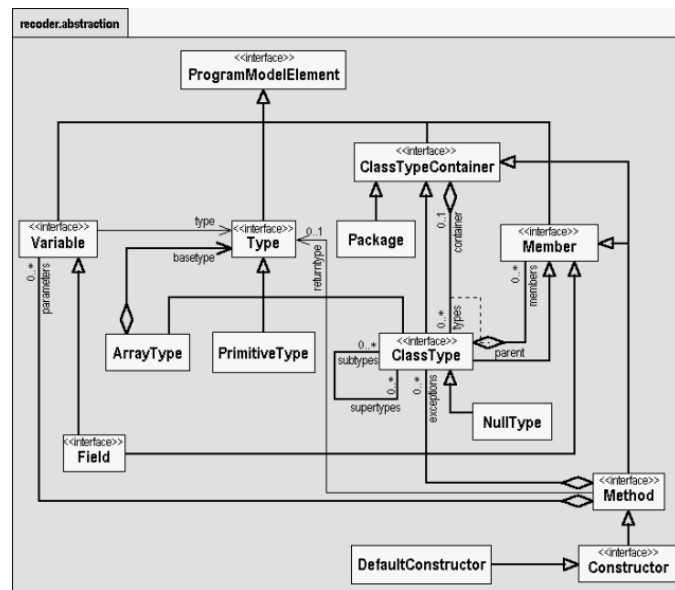 recoder.abstraction
<<interface>>
ProgramModelElement
<<interface>>
ClassTypeContainer
<<interface>>
Variable
type
<<interface>>
Type
0..1
returntype
Package
0..1
container
<<interface>>
Member
0..*
parameters
basetype
0..*
members
ArrayType
PrimitiveType
0..*
types
<<interface>>
ClassType
parent
0..*
subtypes
0..*
supertypes
0..*
exceptions
NullType
<<interface>>
Field
<<interface>>
Method
DefaultConstructor
<<interface>>
Constructor